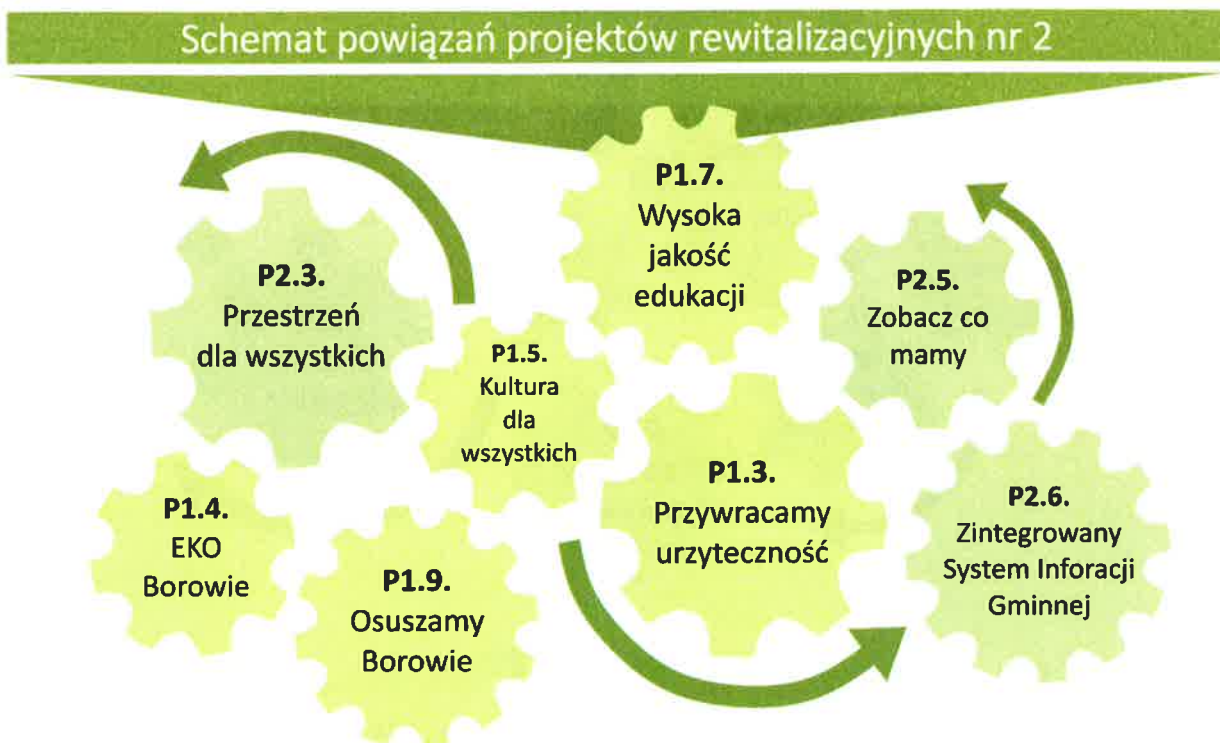 Schemat powiązań projektów rewitalizacyjnych nr 2
P1.7.
Wysoka
jakość
edukacji
P2.3.
Przestrzeń
dla wszystkich
P2.5.
Zobacz co
mamy
P1.5.
Kultura
dla
wszystkich
P1.3.
Przywracamy
urzyteczność
P2.6.
Zintegrowany
System Inforacji
Gminnej
P1.4.
EKO
Borowie
P1.9.
Osuszamy
Borowie